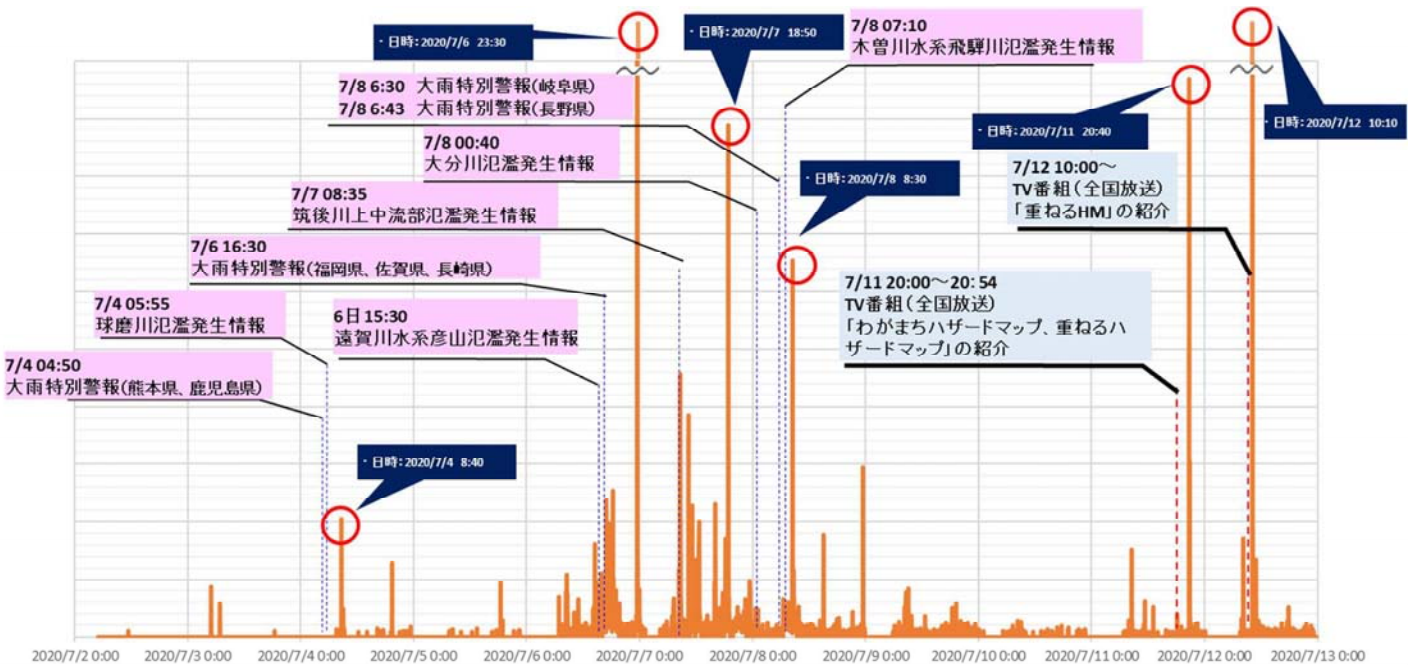 ・日時：2020/7/6 23:30
・日時：2020/7/7 18:50
7/8 07:10
木曽川水系飛騨川氾濫発生情報
7/8 6:30 大雨特別警報(岐阜県)
7/8 6:43 大雨特別警報(長野県)
・日時：2020/7/11 20:40
・日時：2020/7/12 10:10
7/8 00:40
大分川氾濫発生情報
・日時：2020/7/8 8:30
7/12 10:00～
TV番組（全国放送）
「重ねるHM」の紹介
7/7 08:35
筑後川上中流部氾濫発生情報
7/6 16:30
大雨特別警報(福岡県、佐賀県、長崎県)
7/11 20:00～20:54
TV番組（全国放送）
「わがまちハザードマップ、重ねるハ
ザードマップ」の紹介
7/4 05:55
球磨川氾濫発生情報
6日 15:30
遠賀川水系彦山氾濫発生情報
7/4 04:50
大雨特別警報(熊本県、鹿児島県)
・日時：2020/7/4 8:40
2020/7/2 0:00 2020/7/3 0:00 2020/7/4 0:00 2020/7/5 0:00 2020/7/6 0:00 2020/7/7 0:00 2020/7/8 0:00 2020/7/9 0:00 2020/7/10 0:00 2020/7/11 0:00 2020/7/12 0:00 2020/7/13 0:00